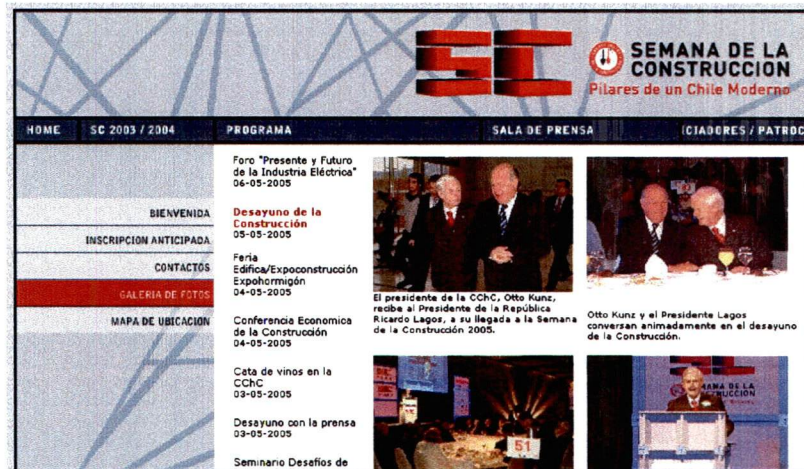 SC
SEMANA DE LA
CONSTRUCCION
Pilares de un Chile Moderno
HOME
SC 2003 / 2004
PROGRAMA
SALA DE PRENSA
ICIADORES / PATROC
BIENVENIDA
INSCRIPCION ANTICIPADA
CONTACTOS
GALERIA DE FOTOS
MAPA DE UBICACION
Foro "Presente y Futuro
de la Industria Eléctrica"
06-05-2005
Desayuno de la
Construcción
05-05-2005
Feria
Edifica/Expoconstrucción
Expohormigón
04-05-2005
Conferencia Economica
de la Construcción
04-05-2005
Cata de vinos en la
CChC
03-05-2005
Desayuno con la prensa
03-05-2005
Seminario Desafíos de
El presidente de la CChC, Otto Kunz,
recibe al Presidente de la República
Ricardo Lagos, a su llegada a la Semana
de la Construcción 2005.
Otto Kunz y el Presidente Lagos
conversan animadamente en el desayuno
de la Construcción.
51
MANA DE LA